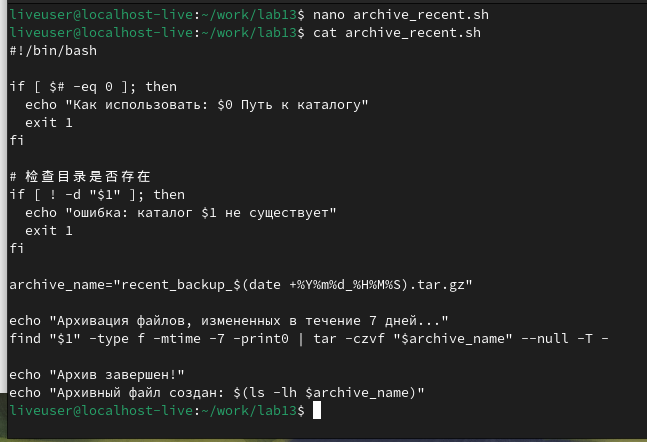 liveuser@localhost-live:~/work/lab13$ nano archive_recent.sh
liveuser@localhost-live:~/work/lab13$ cat archive_recent.sh
#!/bin/bash

if [ $# -eq 0 ]; then
  echo "Как использовать: $0 Путь к каталогу"
  exit 1
fi

# 检查目录是否存在
if [ ! -d "$1" ]; then
  echo "ошибка: каталог $1 не существует"
  exit 1
fi

archive_name="recent_backup_$(date +%Y%m%d_%H%M%S).tar.gz"

echo "Архивация файлов, измененных в течение 7 дней..."
find "$1" -type f -mtime -7 -print0 | tar -czvf "$archive_name" --null -T -

echo "Архив завершен!"
echo "Архивный файл создан: $(ls -lh $archive_name)"
liveuser@localhost-live:~/work/lab13$